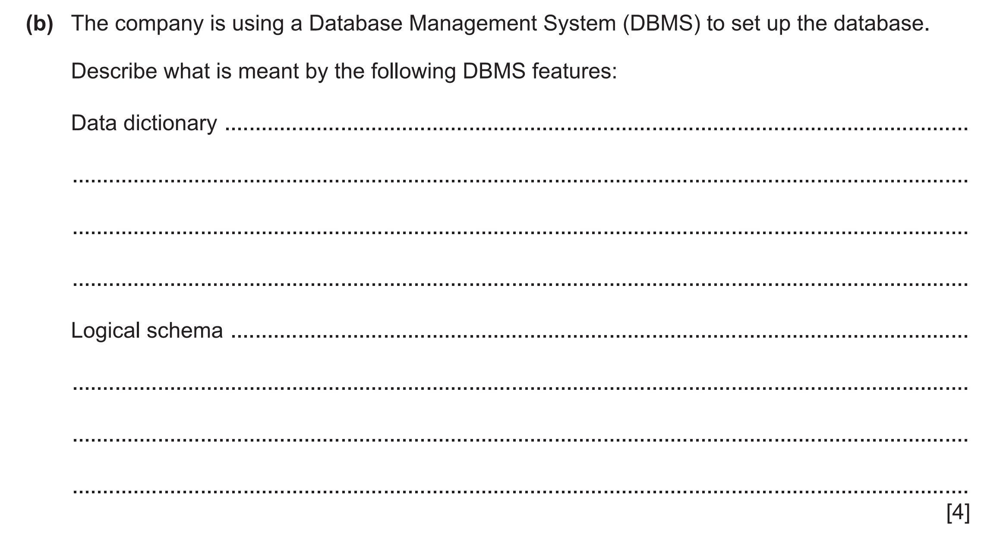 (b) The company is using a Database Management System (DBMS) to set up the database.
Describe what is meant by the following DBMS features:
Data dictionary ..........................................................................................
..........................................................................................
..........................................................................................
..........................................................................................
Logical schema ..........................................................................................
..........................................................................................
..........................................................................................
..........................................................................................
[4]